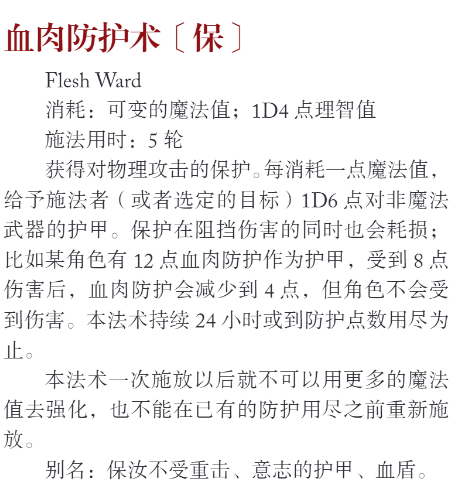 血肉防护术〔保〕
Flesh Ward
消耗：可变的魔法值；1D4 点理智值
施法用时：5 轮
获得对物理攻击的保护。每消耗一点魔法值，
给予施法者（或者选定的目标）1D6 点对非魔法
武器的护甲。保护在阻挡伤害的同时也会耗损；
比如某角色有 12 点血肉防护作为护甲，受到 8 点
伤害后，血肉防护会减少到 4 点，但角色不会受
到伤害。本法术持续 24 小时或到防护点数用尽为
止。
本法术一次施放以后就不可以用更多的魔法
值去强化，也不能在已有的防护用尽之前重新施
放。
别名：保汝不受重击、意志的护甲、血盾。